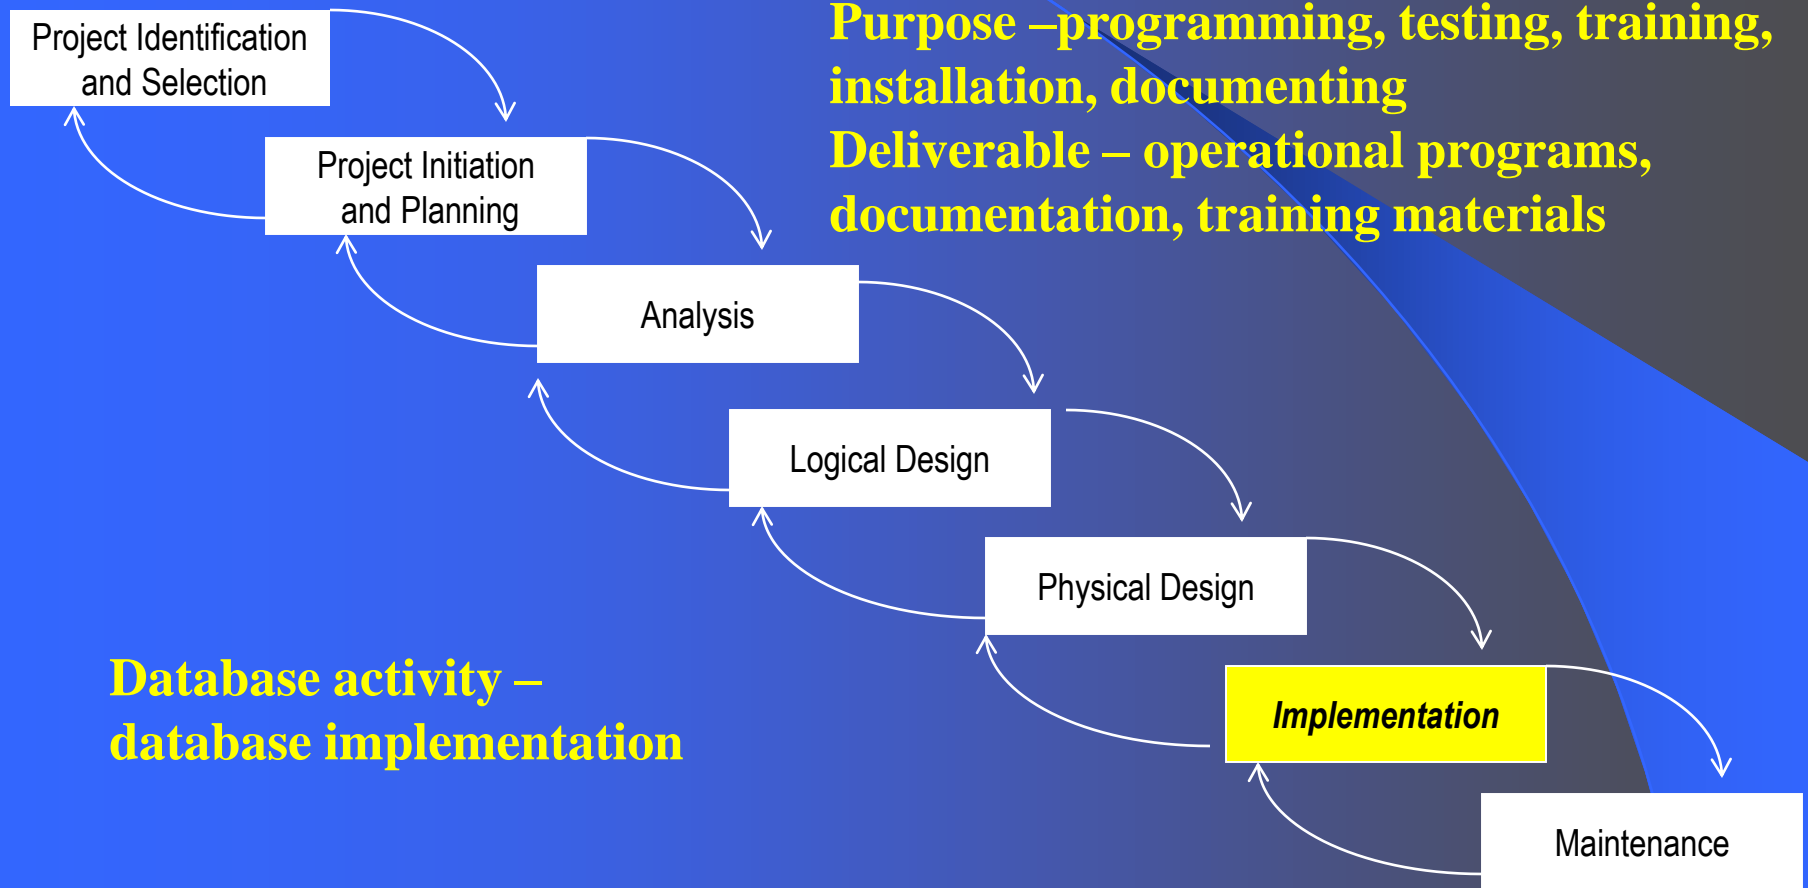 Project Identification
and Selection
Purpose –programming, testing, training,
installation, documenting
Deliverable – operational programs,
documentation, training materials
Project Initiation
and Planning
Analysis
Logical Design
Physical Design
Database activity –
database implementation
Implementation
Maintenance